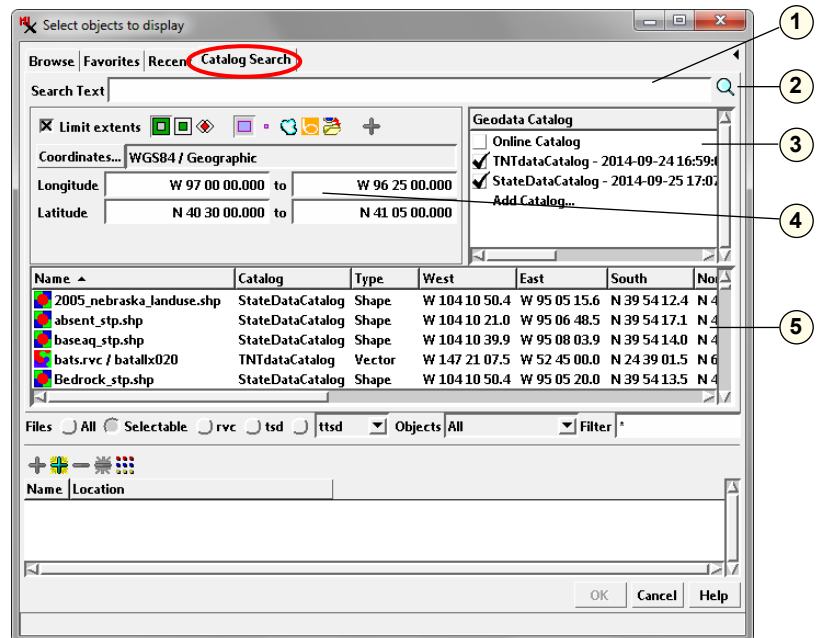 Select objects to display
1
Browse Favorites Recen Catalog Search
Search Text
2
Limit extents
Geodata Catalog
Online Catalog
3
TNTdataCatalog - 2014-09-24 16:59:
StateDataCatalog - 2014-09-25 17:07
Add Catalog...
Coordinates... WGS84 / Geographic
Longitude W 97 00 00.000 to W 96 25 00.000
Latitude N 40 30 00.000 to N 41 05 00.000
4
Name Catalog Type West East South No
2005_nebraska_landuse.shp StateDataCatalog Shape W 104 10 50.4 W 95 05 15.6 N 39 54 12.4 N 4
absent_stp.shp StateDataCatalog Shape W 104 10 21.0 W 95 06 48.5 N 39 54 17.1 N 4
baseaq_stp.shp StateDataCatalog Shape W 104 10 39.9 W 95 08 03.9 N 39 54 14.0 N 4
5
bats.rvc / batallx020 TNTdataCatalog Vector W 147 21 07.5 W 52 45 00.0 N 24 39 01.5 N 6
Bedrock_stp.shp StateDataCatalog Shape W 104 10 50.4 W 95 05 20.0 N 39 54 13.5 N 4
Files All Selectable rvc tsd ttsd Objects All Filter *
Name Location
OK Cancel Help